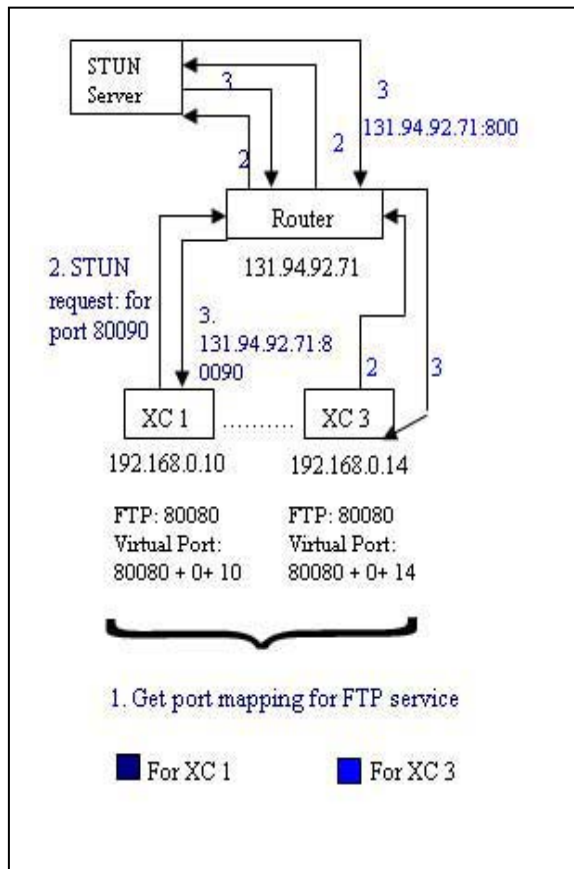 STUN
Server
3
3
131.94.92.71:800
2
2
Router
131.94.92.71
2. STUN
request: for
port 80090
3.
131.94.92.71:8
0090
2
3
XC 1
..........
XC 3
192.168.0.10
192.168.0.14
FTP: 80080
Virtual Port:
80080 + 0+ 10
FTP: 80080
Virtual Port:
80080 + 0+ 14
1. Get port mapping for FTP service
For XC 1
For XC 3